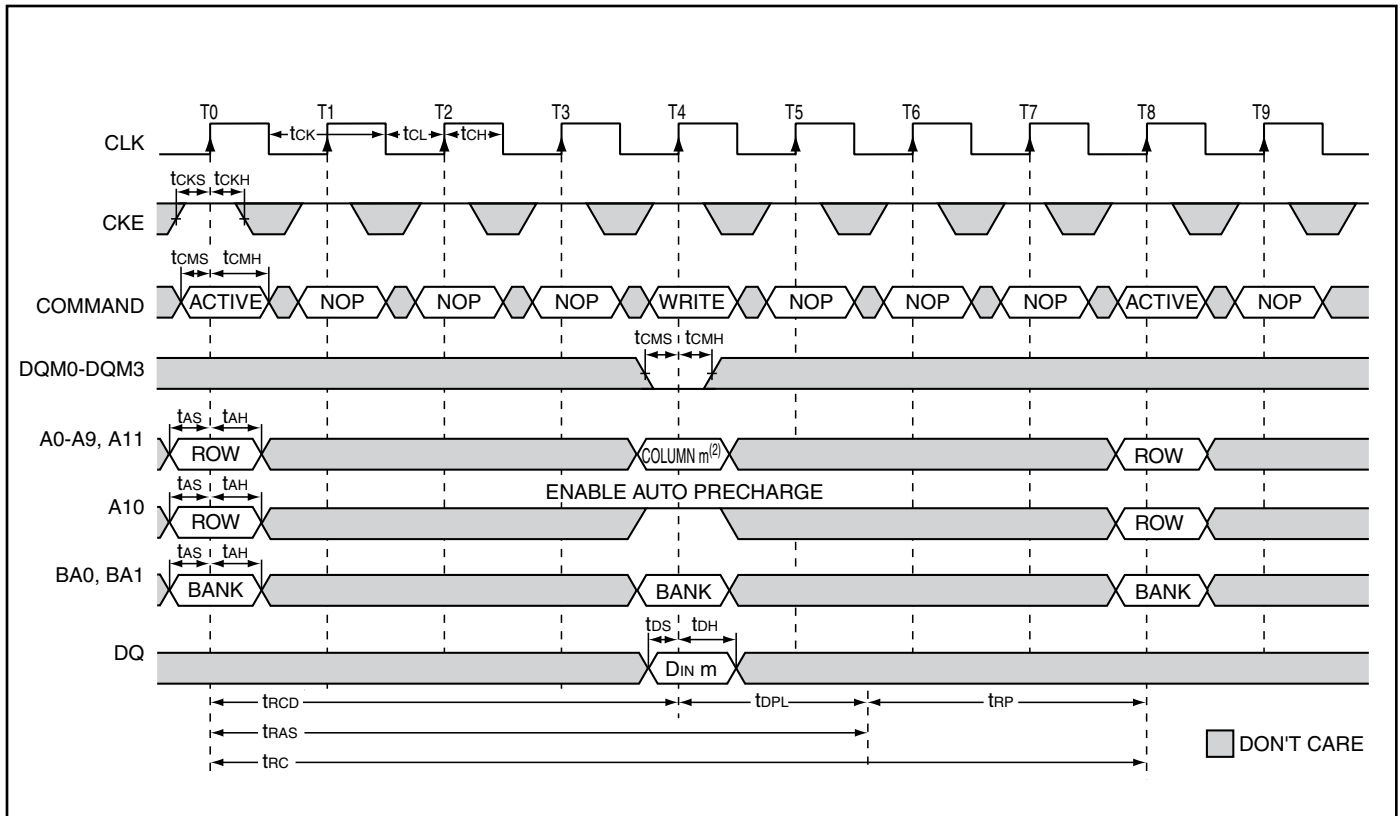 T0 T1 T2 T3 T4 T5 T6 T7 T8 T9
CLK tCK tCL tCH
tCKS tCKH
CKE
tCMS tCMH
COMMAND ACTIVE NOP NOP NOP WRITE NOP NOP NOP ACTIVE NOP
tCMS tCMH
DQM0-DQM3
tAS tAH
A0-A9, A11 ROW COLUMN m(2) ROW
tAS tAH ENABLE AUTO PRECHARGE
A10 ROW ROW
tAS tAH
BA0, BA1 BANK BANK BANK
tDS tDH
DQ DIN m
tRCD tDPL tRP
tRAS
DON'T CARE
tRC